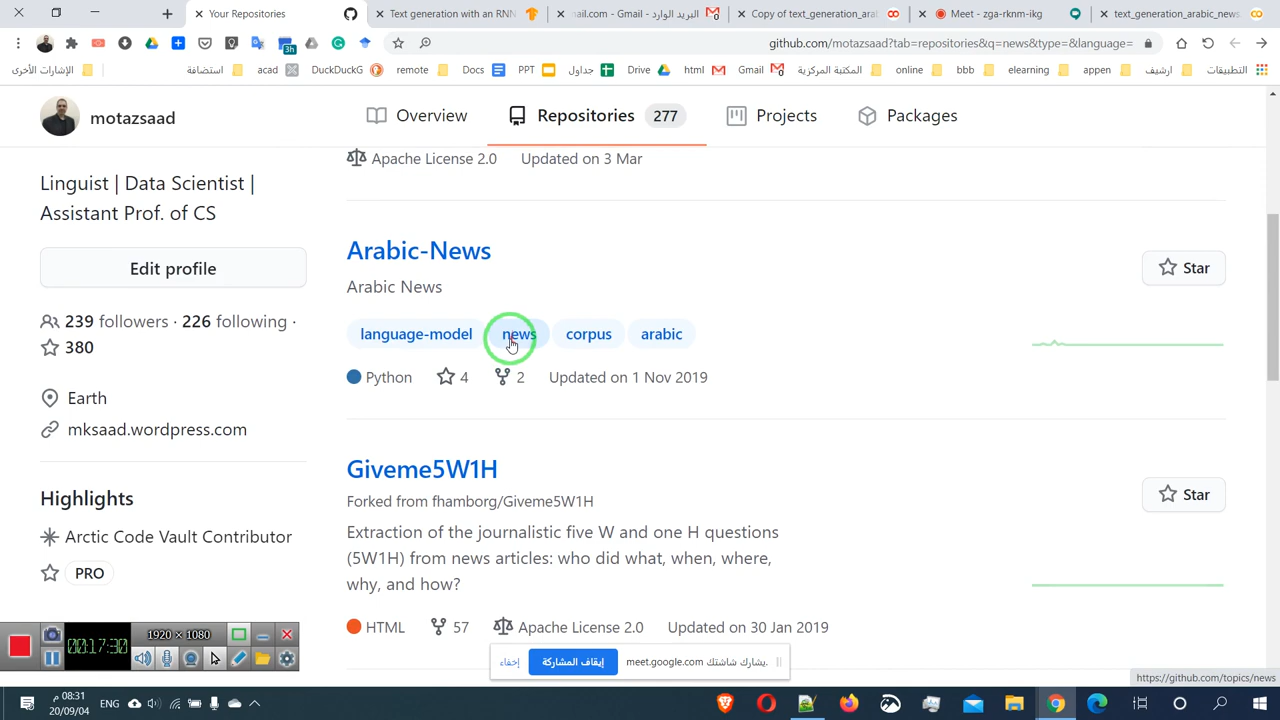 Your Repositories
Text generation with an RNN
mail.com - Gmail - البريد الوارد
Copy of text_generation_arab
Meet - zga-rknm-ikg
text_generation_arabic_news
github.com/motazsaad?tab=repositories&q=news&type=&language=
3h
الإشارات الأخرى
استضافة
acad
DuckDuckG
remote
Docs
PPT
جداول
Drive
html
Gmail
المكتبة المركزية
online
bbb
elearning
ارشيف
appen
التطبيقات
motazsaad
Overview
Repositories 277
Projects
Packages
Apache License 2.0 Updated on 3 Mar
Linguist | Data Scientist |
Assistant Prof. of CS
Edit profile
239 followers · 226 following ·
380
Earth
mksaad.wordpress.com
Highlights
Arctic Code Vault Contributor
PRO
Arabic-News
Star
Arabic News
language-model news corpus arabic
Python 4 2 Updated on 1 Nov 2019
Giveme5W1H
Forked from fhamborg/Giveme5W1H
Star
Extraction of the journalistic five W and one H questions
(5W1H) from news articles: who did what, when, where,
why, and how?
HTML 57 Apache License 2.0 Updated on 30 Jan 2019
00:17:30
1920 × 1080
إخفاء
إيقاف المشاركة
يشارك شاشتك meet.google.com.
https://github.com/topics/news
08:31 م
20/09/04
ENG